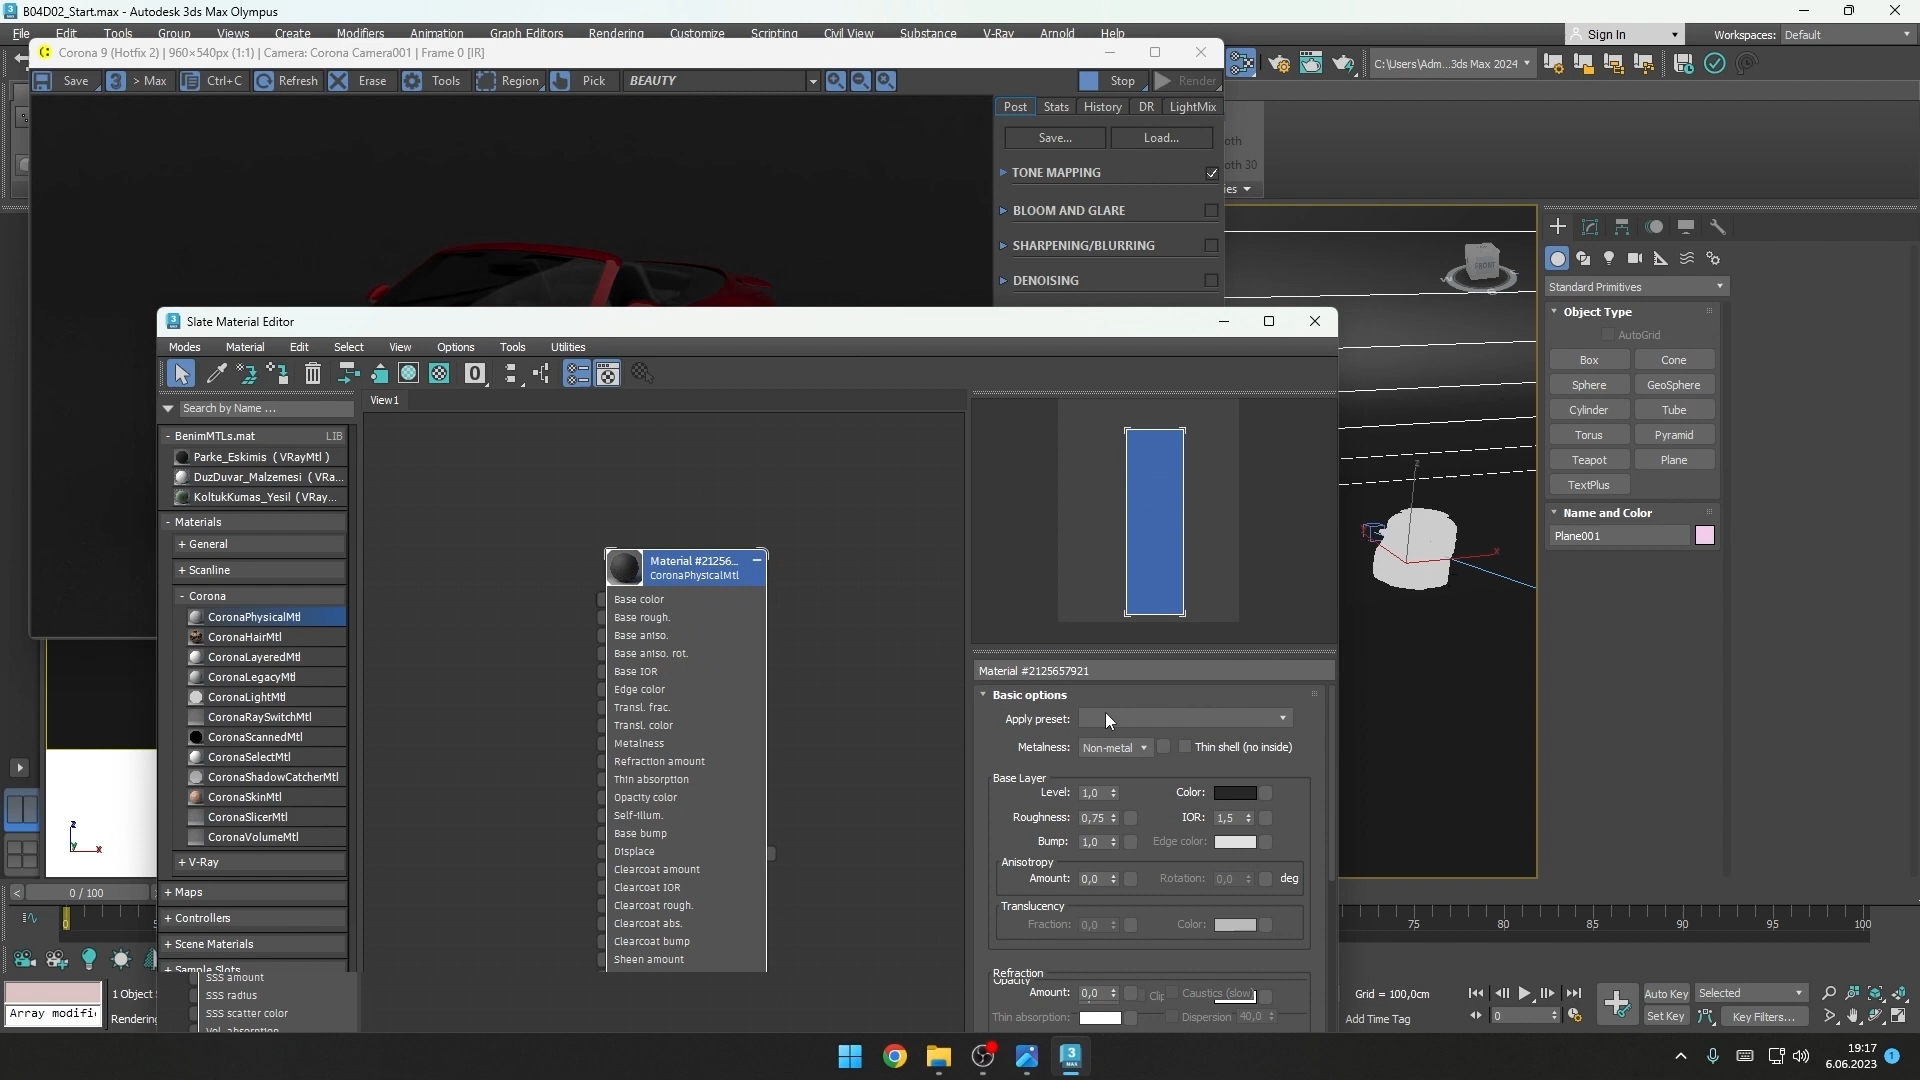 B04D02_Start.max - Autodesk 3ds Max Olympus
File Edit Tools Group Views Create Modifiers Animation Graph Editors Rendering Customize Scripting Civil View Substance V-Ray Arnold Help
Sign In
Workspaces: Default
Corona 9 (Hotfix 2) | 960×540px (1:1) | Camera: Corona Camera001 | Frame 0 [IR]
Save > Max Ctrl+C Refresh Erase Tools Region Pick BEAUTY Stop Render
C:\Users\Adm...3ds Max 2024
Post Stats History DR LightMix
Save... Load...
TONE MAPPING
BLOOM AND GLARE
SHARPENING/BLURRING
DENOISING
oth
oth 30
ies
FRONT
Standard Primitives
Object Type
AutoGrid
Box Cone
Sphere GeoSphere
Cylinder Tube
Torus Pyramid
Teapot Plane
TextPlus
Name and Color
Plane001
Slate Material Editor
Modes Material Edit Select View Options Tools Utilities
Search by Name ...
View1
- BenimMTLs.mat LIB
Parke_Eskimis ( VRayMtl )
DuzDuvar_Malzemesi ( VRa...
KoltukKumas_Yesil ( VRay...
- Materials
+ General
+ Scanline
- Corona
CoronaPhysicalMtl
CoronaHairMtl
CoronaLayeredMtl
CoronaLegacyMtl
CoronaLightMtl
CoronaRaySwitchMtl
CoronaScannedMtl
CoronaSelectMtl
CoronaShadowCatcherMtl
CoronaSkinMtl
CoronaSlicerMtl
CoronaVolumeMtl
+ V-Ray
+ Maps
+ Controllers
+ Scene Materials
+ Sample Slots
SSS amount
SSS radius
SSS scatter color
Vol. absorption
Material #21256...
CoronaPhysicalMtl
Base color
Base rough.
Base aniso.
Base aniso. rot.
Base IOR
Edge color
Transl. frac.
Transl. color
Metalness
Refraction amount
Thin absorption
Opacity color
Self-illum.
Base bump
Displace
Clearcoat amount
Clearcoat IOR
Clearcoat rough.
Clearcoat abs.
Clearcoat bump
Sheen amount
Material #2125657921
Basic options
Apply preset:
Metalness: Non-metal Thin shell (no inside)
Base Layer
Level: 1,0 Color:
Roughness: 0,75 IOR: 1,5
Bump: 1,0 Edge color:
Anisotropy
Amount: 0,0 Rotation: 0,0 deg
Translucency
Fraction: 0,0 Color:
Refraction
Opacity
Amount: 0,0 Clip Caustics (slow)
Thin absorption: Dispersion 40,0
z
x
z
y
x
< 0 / 100
0
75 80 85 90 95 100
1 Object
Array modifi
Rendering
Grid = 100,0cm
Add Time Tag
0
Auto Key Selected
Set Key Key Filters...
19:17
6.06.2023
1